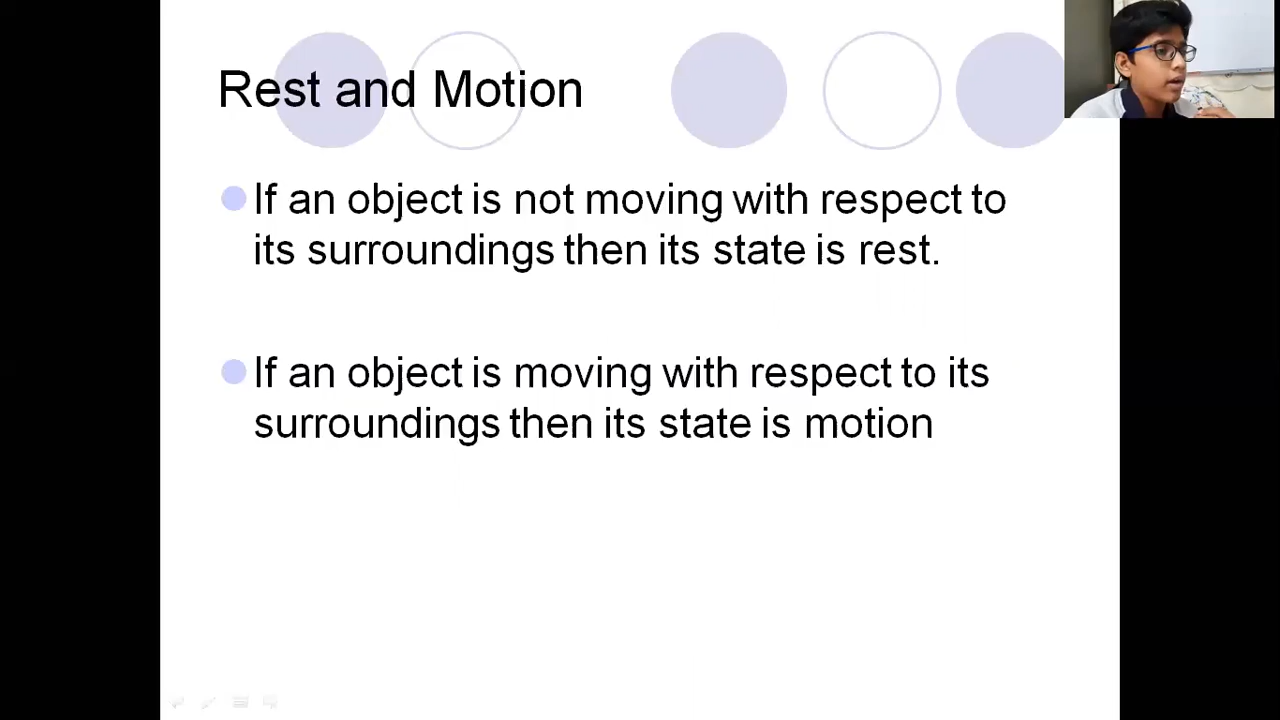 Rest and Motion
If an object is not moving with respect to
its surroundings then its state is rest.
If an object is moving with respect to its
surroundings then its state is motion